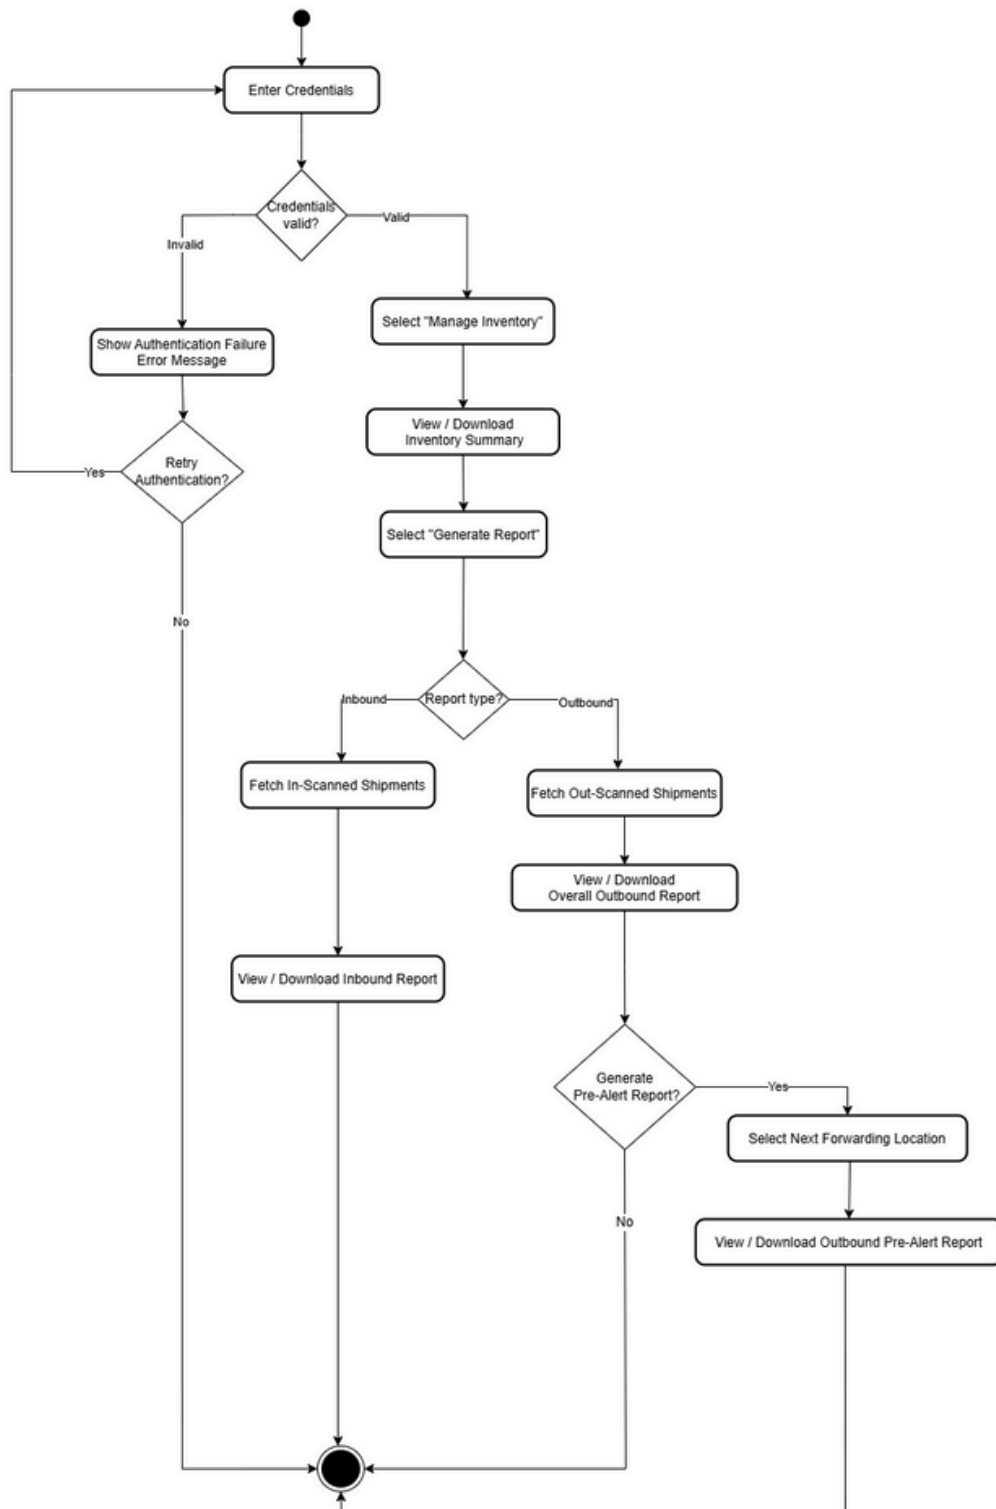 Enter Credentials
Credentials
valid?
Invalid
Valid
Select "Manage Inventory"
Show Authentication Failure
Error Message
View / Download
Inventory Summary
Retry
Authentication?
Yes
Select "Generate Report"
No
Report type?
Inbound
Outbound
Fetch In-Scanned Shipments
Fetch Out-Scanned Shipments
View / Download
Overall Outbound Report
View / Download Inbound Report
Generate
Pre-Alert Report?
Yes
Select Next Forwarding Location
No
View / Download Outbound Pre-Alert Report